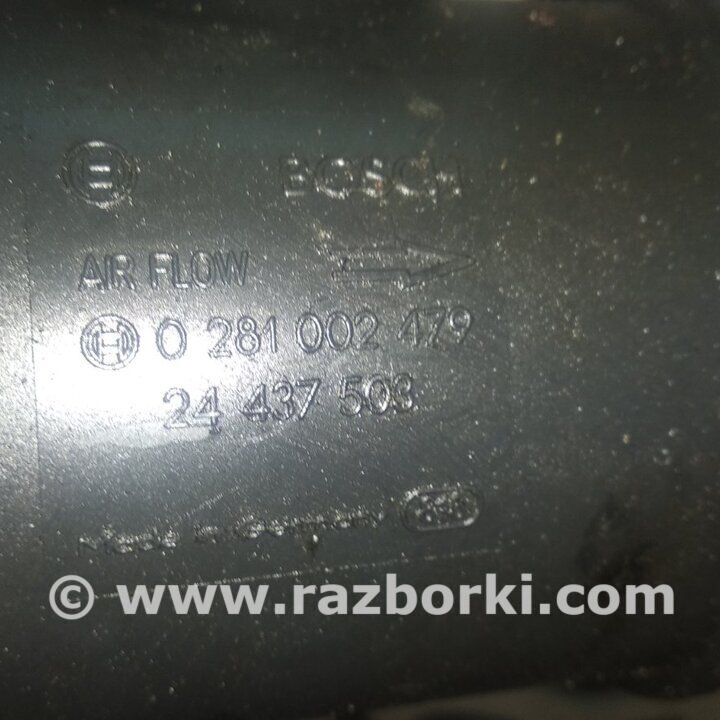 BOSCH
AIR FLOW
0 281 002 479
24 437 503
Made in Germany
© www.razborki.com